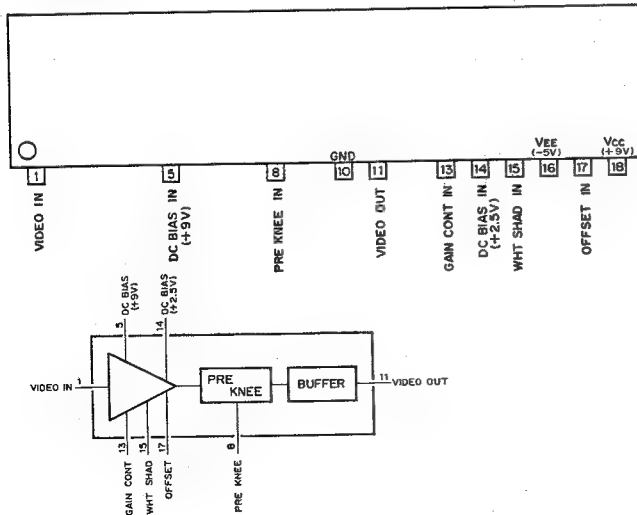 GND
VEE
(-5V)
VCC
(+9V)
1
5
8
10
11
13
14
15
16
17
18
VIDEO IN
DC BIAS IN
(+9V)
PRE KNEE IN
VIDEO OUT
GAIN CONT IN
DC BIAS IN
(+2.5V)
WHT SHAD IN
OFFSET IN
5
DC BIAS
(+9V)
14
DC BIAS
(+2.5V)
VIDEO IN
1
PRE
KNEE
BUFFER
11
VIDEO OUT
13
15
17
8
GAIN CONT
WHT SHAD
OFFSET
PRE KNEE